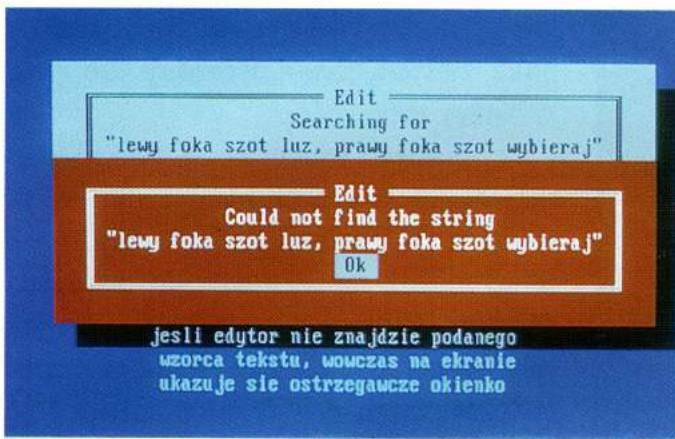 Edit
Searching for
"lewy foka szot luz, prawy foka szot wybieraj"
Edit
Could not find the string
"lewy foka szot luz, prawy foka szot wybieraj"
Ok
jesli edytor nie znajdzie podanego
wzorca tekstu, wowczas na ekranie
ukazuje sie ostrzegawcze okienko